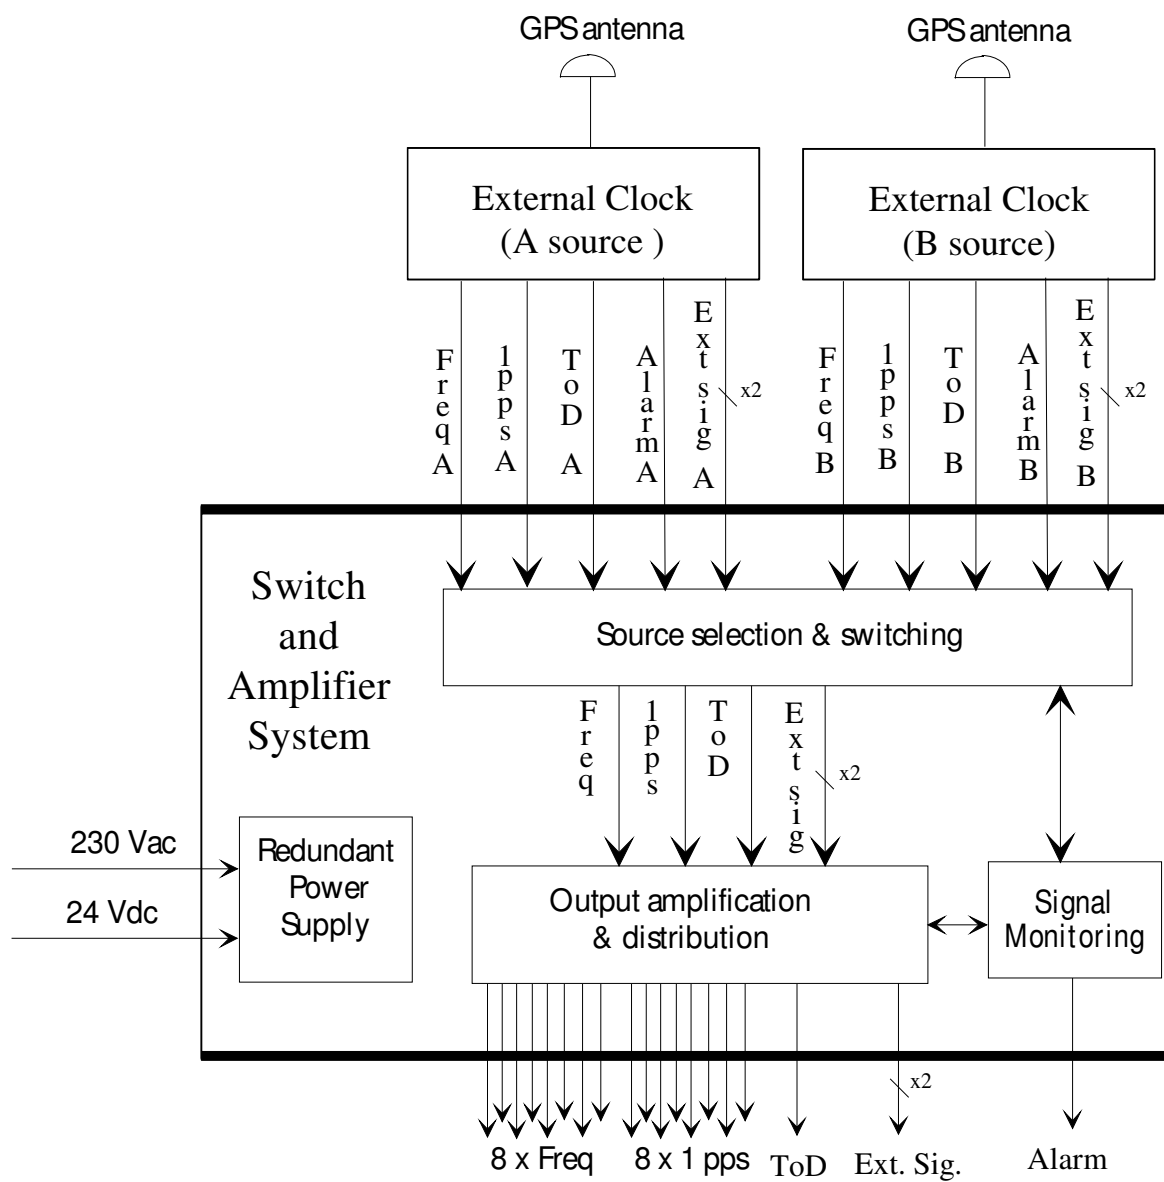 GPS antenna
GPS antenna
External Clock
(A source )
External Clock
(B source)
Freq A
1pps A
ToD A
Alarm A
Ext sig A
x2
Freq B
1pps B
ToD B
Alarm B
Ext sig B
x2
Switch
and
Amplifier
System
Source selection & switching
Freq
1pps
ToD
Ext sig
x2
230 Vac
24 Vdc
Redundant
Power
Supply
Output amplification
& distribution
Signal
Monitoring
x2
8 x Freq
8 x 1 pps
ToD
Ext. Sig.
Alarm